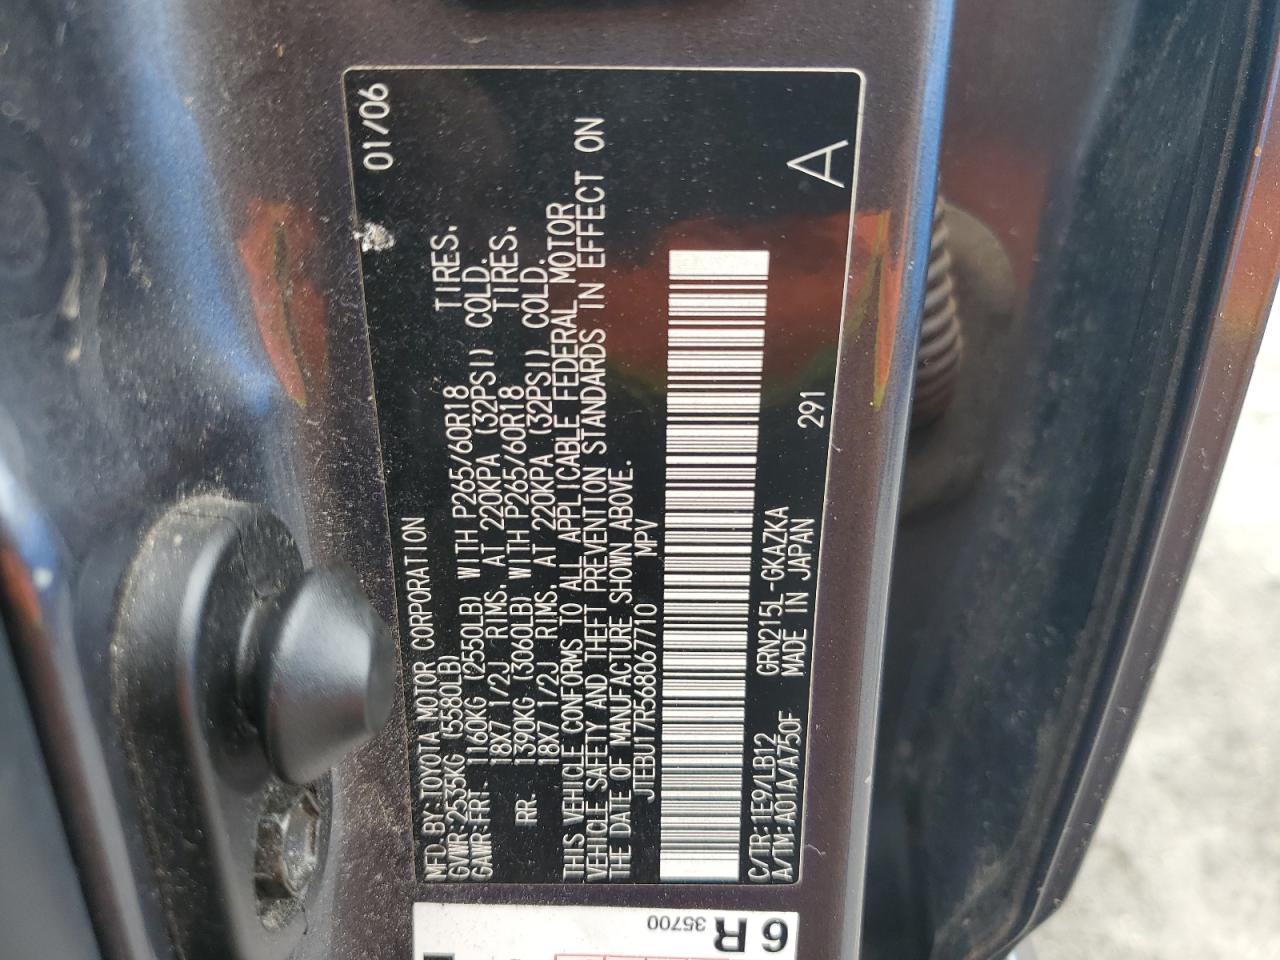 MFD. BY: TOYOTA MOTOR CORPORATION 01/06
GVWR: 2535KG (5580LB)
GAWR: FRT. 1160KG (2550LB) WITH P265/60R18 TIRES.
18X7 1/2J RIMS. AT 220KPA (32PSI) COLD.
RR. 1390KG (3060LB) WITH P265/60R18 TIRES.
18X7 1/2J RIMS. AT 220KPA (32PSI) COLD.
THIS VEHICLE CONFORMS TO ALL APPLICABLE FEDERAL MOTOR
VEHICLE SAFETY AND THEFT PREVENTION STANDARDS IN EFFECT ON
THE DATE OF MANUFACTURE SHOWN ABOVE.
JTEBU17R568067710 MPV
C/TR: 1E9/LB12 GRN215L-GKAZKA
A/TM: A01A/A750F MADE IN JAPAN 291 A
6R
35700